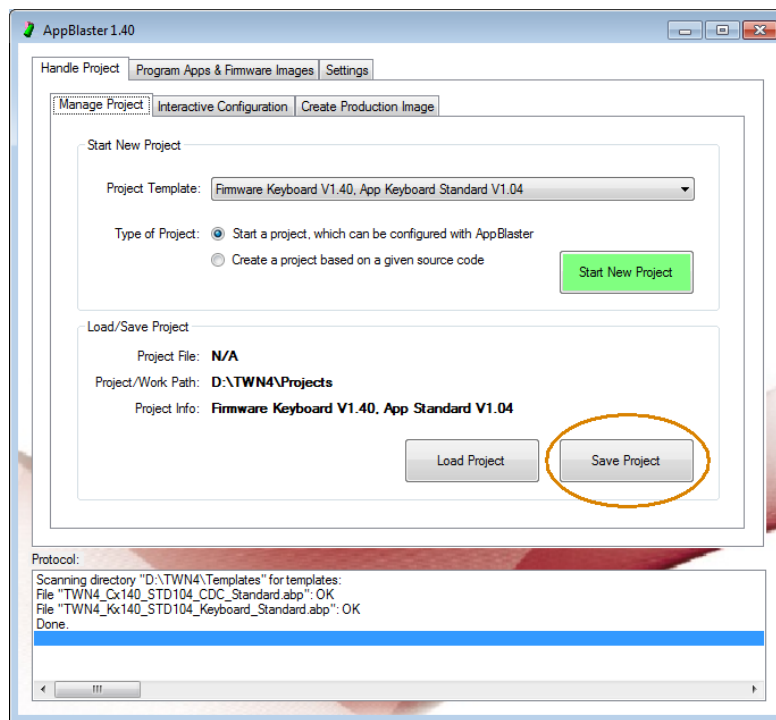 AppBlaster 1.40
Handle Project Program Apps & Firmware Images Settings
Manage Project Interactive Configuration Create Production Image
Start New Project
Project Template: Firmware Keyboard V1.40, App Keyboard Standard V1.04
Type of Project: Start a project, which can be configured with AppBlaster
Create a project based on a given source code
Start New Project
Load/Save Project
Project File: N/A
Project/Work Path: D:\TWN4\Projects
Project Info: Firmware Keyboard V1.40, App Standard V1.04
Load Project Save Project
Protocol:
Scanning directory "D:\TWN4\Templates" for templates:
File "TWN4_Cx140_STD104_CDC_Standard.abp": OK
File "TWN4_Kx140_STD104_Keyboard_Standard.abp": OK
Done.